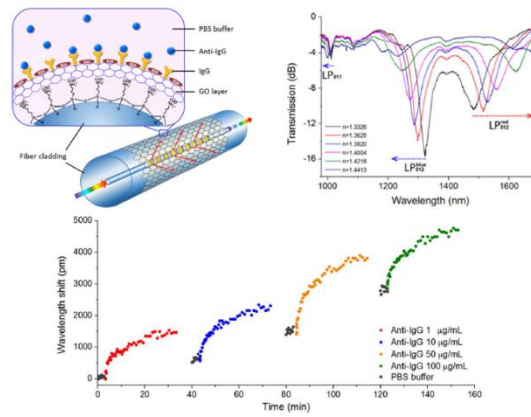 PBS buffer
Anti-IgG
IgG
GO layer
Fiber cladding
Transmission (dB)
0
-4
-8
-12
-16
LP011
LP012 blue
LP012 red
n=1.3326
n=1.3625
n=1.3820
n=1.4004
n=1.4218
n=1.4413
1000
1200
1400
1600
Wavelength (nm)
Wavelength shift (pm)
5000
4000
3000
2000
1000
0
Anti-IgG 1 μg/mL
Anti-IgG 10 μg/mL
Anti-IgG 50 μg/mL
Anti-IgG 100 μg/mL
PBS buffer
0
20
40
60
80
100
120
140
160
Time (min)